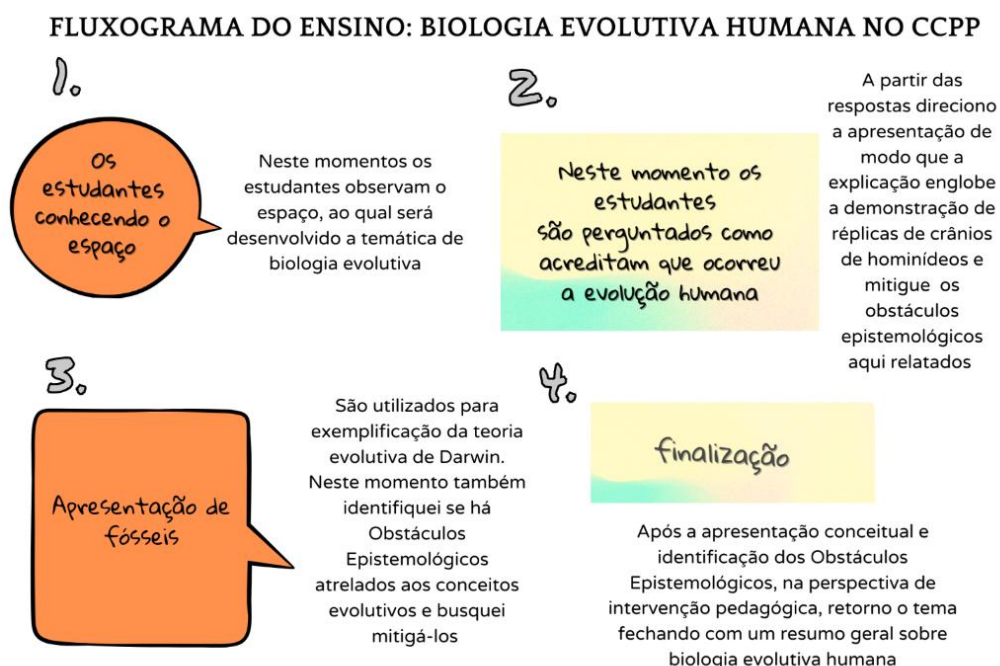 FLUXOGRAMA DO ENSINO: BIOLOGIA EVOLUTIVA HUMANA NO CCPP
1.
Os
estudantes
conhecendo o
espaço
Neste momentos os
estudantes observam o
espaço, ao qual será
desenvolvido a temática de
biologia evolutiva
2.
Neste momento os
estudantes
são perguntados como
acreditam que ocorreu
a evolução humana
A partir das
respostas direciono
a apresentação de
modo que a
explicação englobe
a demonstração de
réplicas de crânios
de hominídeos e
mitigue os
obstáculos
epistemológicos
aqui relatados
3.
Apresentação de
fósseis
São utilizados para
exemplificação da teoria
evolutiva de Darwin.
Neste momento também
identifiquei se há
Obstáculos
Epistemológicos
atrelados aos conceitos
evolutivos e busquei
mitigá-los
4.
finalização
Após a apresentação conceitual e
identificação dos Obstáculos
Epistemológicos, na perspectiva de
intervenção pedagógica, retorno o tema
fechando com um resumo geral sobre
biologia evolutiva humana